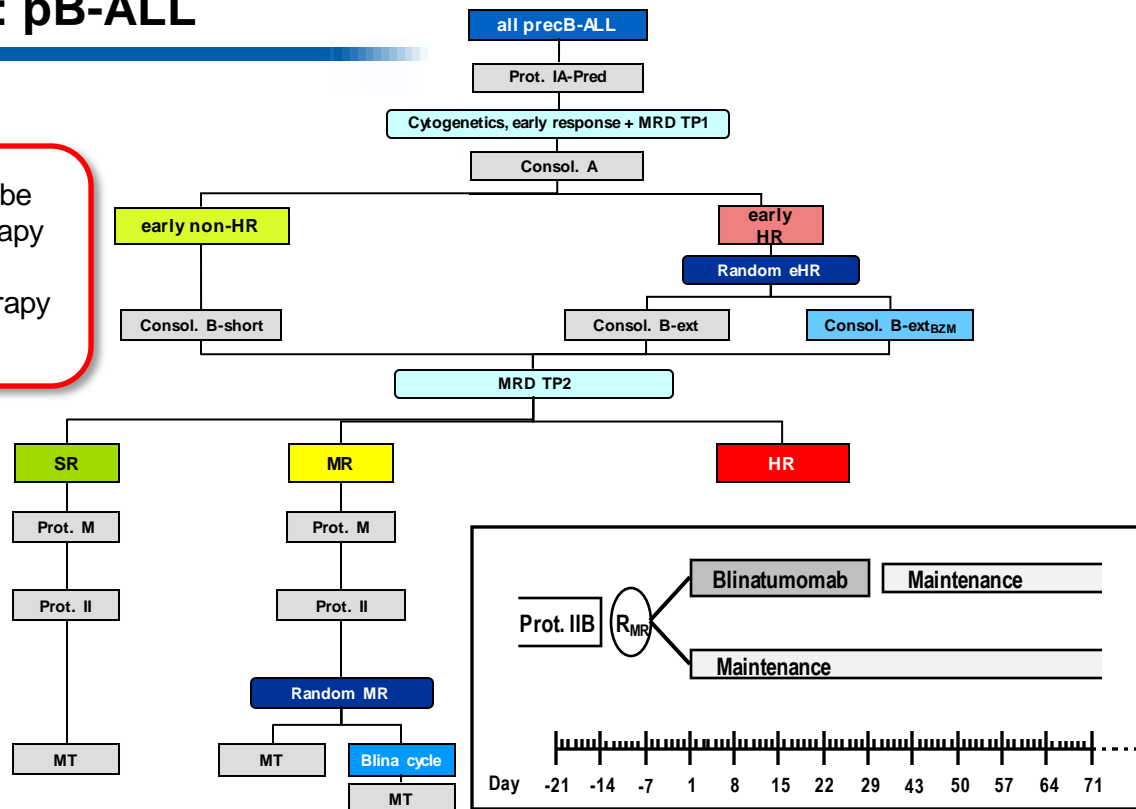 : pB-ALL
all precB-ALL
Prot. IA-Pred
Cytogenetics, early response + MRD TP1
Consol. A
be
apy
rapy
early non-HR
early
HR
Random eHR
Consol. B-short
Consol. B-ext
Consol. B-extBZM
MRD TP2
SR
MR
HR
Prot. M
Prot. M
Prot. II
Prot. II
Random MR
MT
MT
Blina cycle
MT
Blinatumomab
Maintenance
Prot. IIB
RMR
Maintenance
Day -21 -14 -7 1 8 15 22 29 43 50 57 64 71